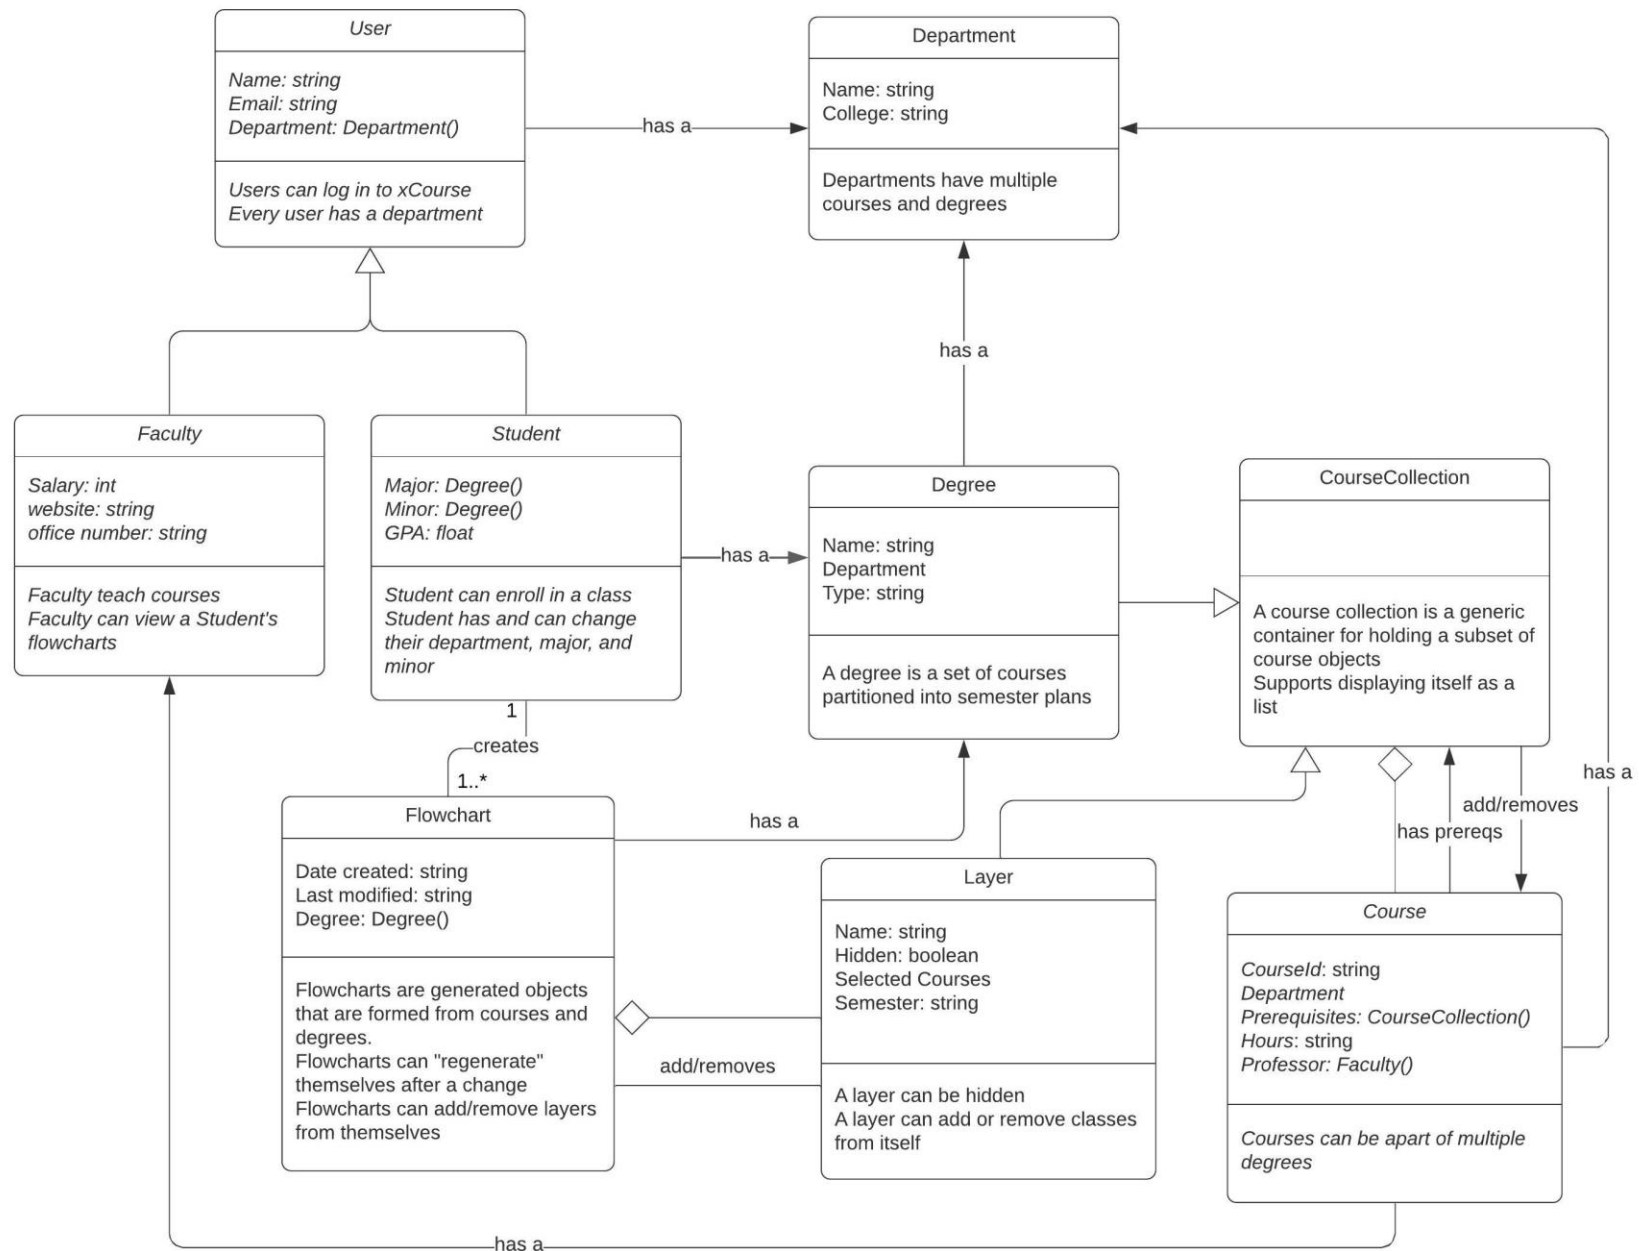 User
Name: string
Email: string
Department: Department()
Users can log in to xCourse
Every user has a department
has a
Department
Name: string
College: string
Departments have multiple
courses and degrees
has a
Faculty
Salary: int
website: string
office number: string
Faculty teach courses
Faculty can view a Student's
flowcharts
Student
Major: Degree()
Minor: Degree()
GPA: float
Student can enroll in a class
Student has and can change
their department, major, and
minor
has a
Degree
Name: string
Department
Type: string
A degree is a set of courses
partitioned into semester plans
CourseCollection
A course collection is a generic
container for holding a subset of
course objects
Supports displaying itself as a
list
1
creates
1..*
has a
has prereqs
add/removes
has a
Flowchart
Date created: string
Last modified: string
Degree: Degree()
Flowcharts are generated objects
that are formed from courses and
degrees.
Flowcharts can "regenerate"
themselves after a change
Flowcharts can add/remove layers
from themselves
add/removes
Layer
Name: string
Hidden: boolean
Selected Courses
Semester: string
A layer can be hidden
A layer can add or remove classes
from itself
Course
CourseId: string
Department
Prerequisites: CourseCollection()
Hours: string
Professor: Faculty()
Courses can be apart of multiple
degrees
has a